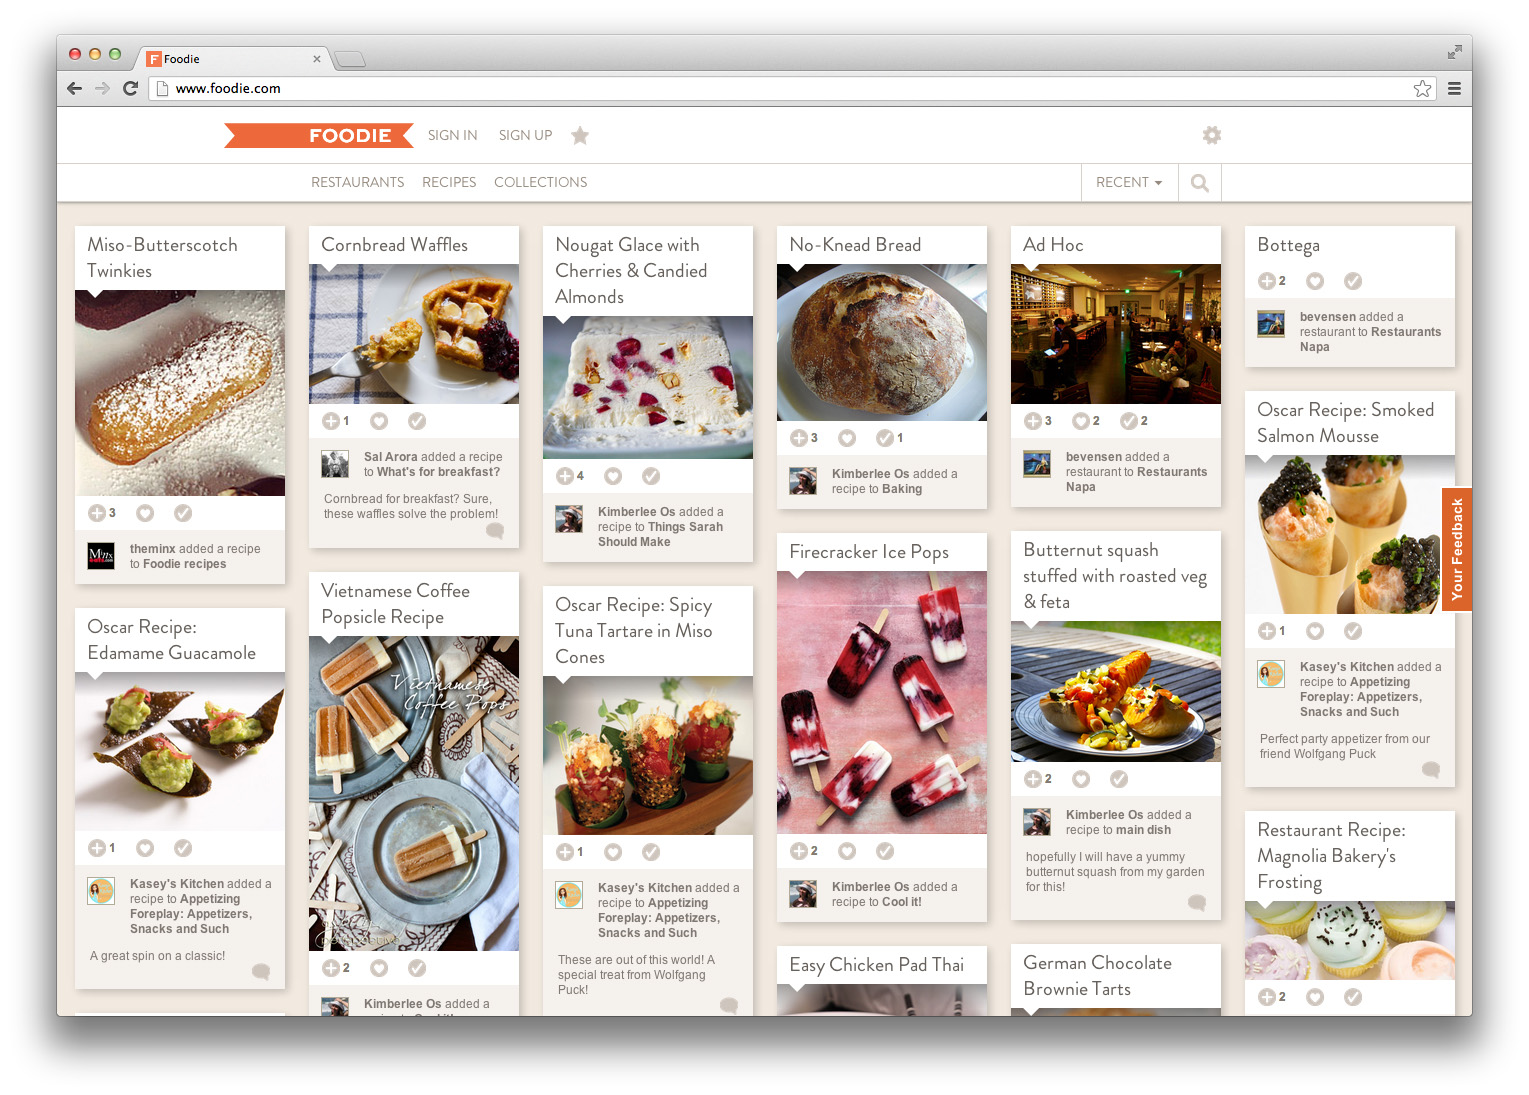 Foodie
www.foodie.com
FOODIE
SIGN IN
SIGN UP
RESTAURANTS
RECIPES
COLLECTIONS
RECENT
Miso-Butterscotch
Twinkies
3
theminx added a recipe
to Foodie recipes
Oscar Recipe:
Edamame Guacamole
1
Kasey's Kitchen added a
recipe to Appetizing
Foreplay: Appetizers,
Snacks and Such
A great spin on a classic!
Cornbread Waffles
1
Sal Arora added a recipe
to What's for breakfast?
Cornbread for breakfast? Sure,
these waffles solve the problem!
Vietnamese Coffee
Popsicle Recipe
Vietnamese
Coffee Pops
2
Kimberlee Os added a
Nougat Glace with
Cherries & Candied
Almonds
4
Kimberlee Os added a
recipe to Things Sarah
Should Make
Oscar Recipe: Spicy
Tuna Tartare in Miso
Cones
1
Kasey's Kitchen added a
recipe to Appetizing
Foreplay: Appetizers,
Snacks and Such
These are out of this world! A
special treat from Wolfgang
Puck!
No-Knead Bread
3
1
Kimberlee Os added a
recipe to Baking
Firecracker Ice Pops
2
Kimberlee Os added a
recipe to Cool it!
Easy Chicken Pad Thai
Ad Hoc
3
2
2
bevensen added a
restaurant to Restaurants
Napa
Butternut squash
stuffed with roasted veg
& feta
2
Kimberlee Os added a
recipe to main dish
hopefully I will have a yummy
butternut squash from my garden
for this!
German Chocolate
Brownie Tarts
Bottega
2
bevensen added a
restaurant to Restaurants
Napa
Oscar Recipe: Smoked
Salmon Mousse
1
Kasey's Kitchen added a
recipe to Appetizing
Foreplay: Appetizers,
Snacks and Such
Perfect party appetizer from our
friend Wolfgang Puck
Restaurant Recipe:
Magnolia Bakery's
Frosting
2
Your Feedback